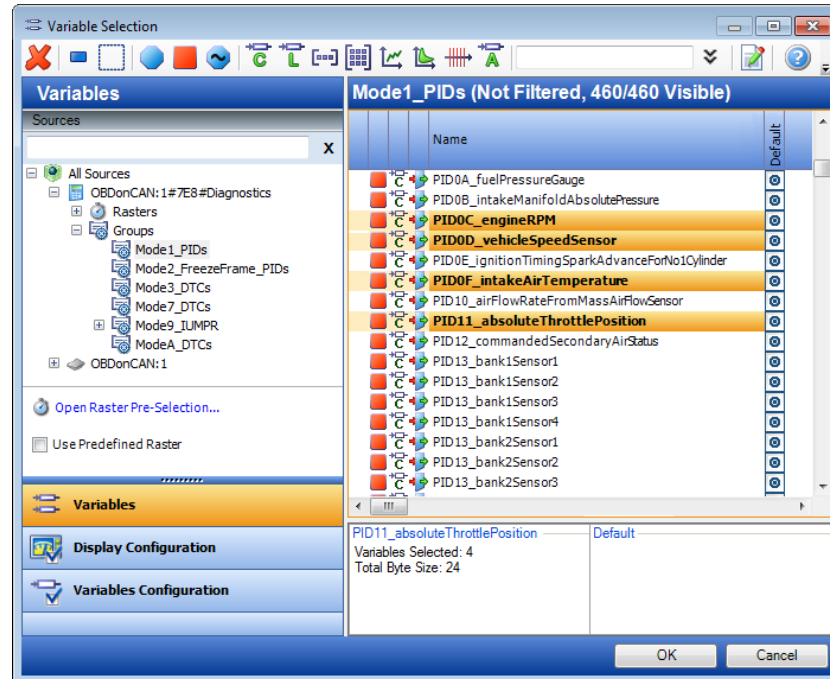 Variable Selection
C L A
Variables
Sources
X
All Sources
OBDonCAN:1#7E8#Diagnostics
Rasters
Groups
Mode1_PIDs
Mode2_FreezeFrame_PIDs
Mode3_DTCs
Mode7_DTCs
Mode9_IUMPR
ModeA_DTCs
OBDonCAN:1
Open Raster Pre-Selection...
Use Predefined Raster
Variables
Display Configuration
Variables Configuration
Mode1_PIDs (Not Filtered, 460/460 Visible)
Name Default
C PID0A_fuelPressureGauge
C PID0B_intakeManifoldAbsolutePressure
C PID0C_engineRPM
C PID0D_vehicleSpeedSensor
C PID0E_ignitionTimingSparkAdvanceForNo1Cylinder
C PID0F_intakeAirTemperature
C PID10_airFlowRateFromMassAirFlowSensor
C PID11_absoluteThrottlePosition
C PID12_commandedSecondaryAirStatus
C PID13_bank1Sensor1
C PID13_bank1Sensor2
C PID13_bank1Sensor3
C PID13_bank1Sensor4
C PID13_bank2Sensor1
C PID13_bank2Sensor2
C PID13_bank2Sensor3
PID11_absoluteThrottlePosition
Variables Selected: 4
Total Byte Size: 24
Default
OK Cancel